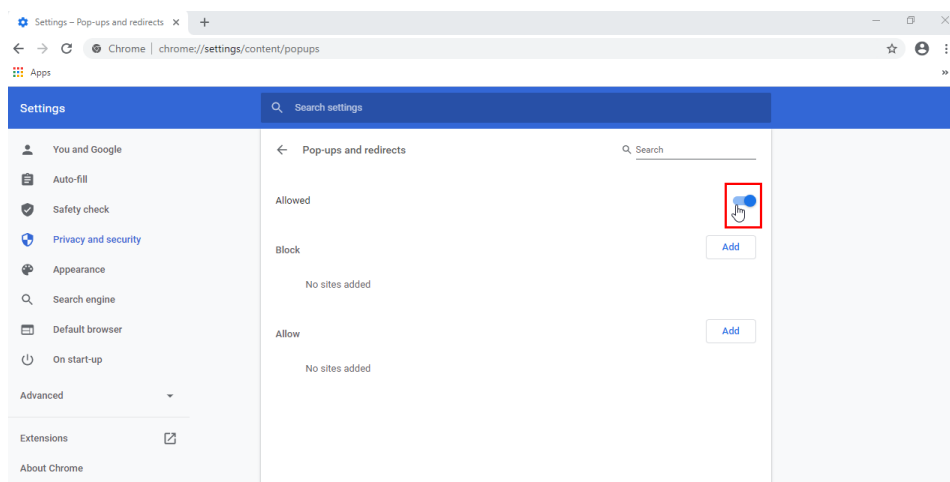 Settings – Pop-ups and redirects
Chrome | chrome://settings/content/popups
Apps
Settings
Search settings
You and Google
Auto-fill
Safety check
Privacy and security
Appearance
Search engine
Default browser
On start-up
Advanced
Extensions
About Chrome
Pop-ups and redirects
Search
Allowed
Block
Add
No sites added
Allow
Add
No sites added